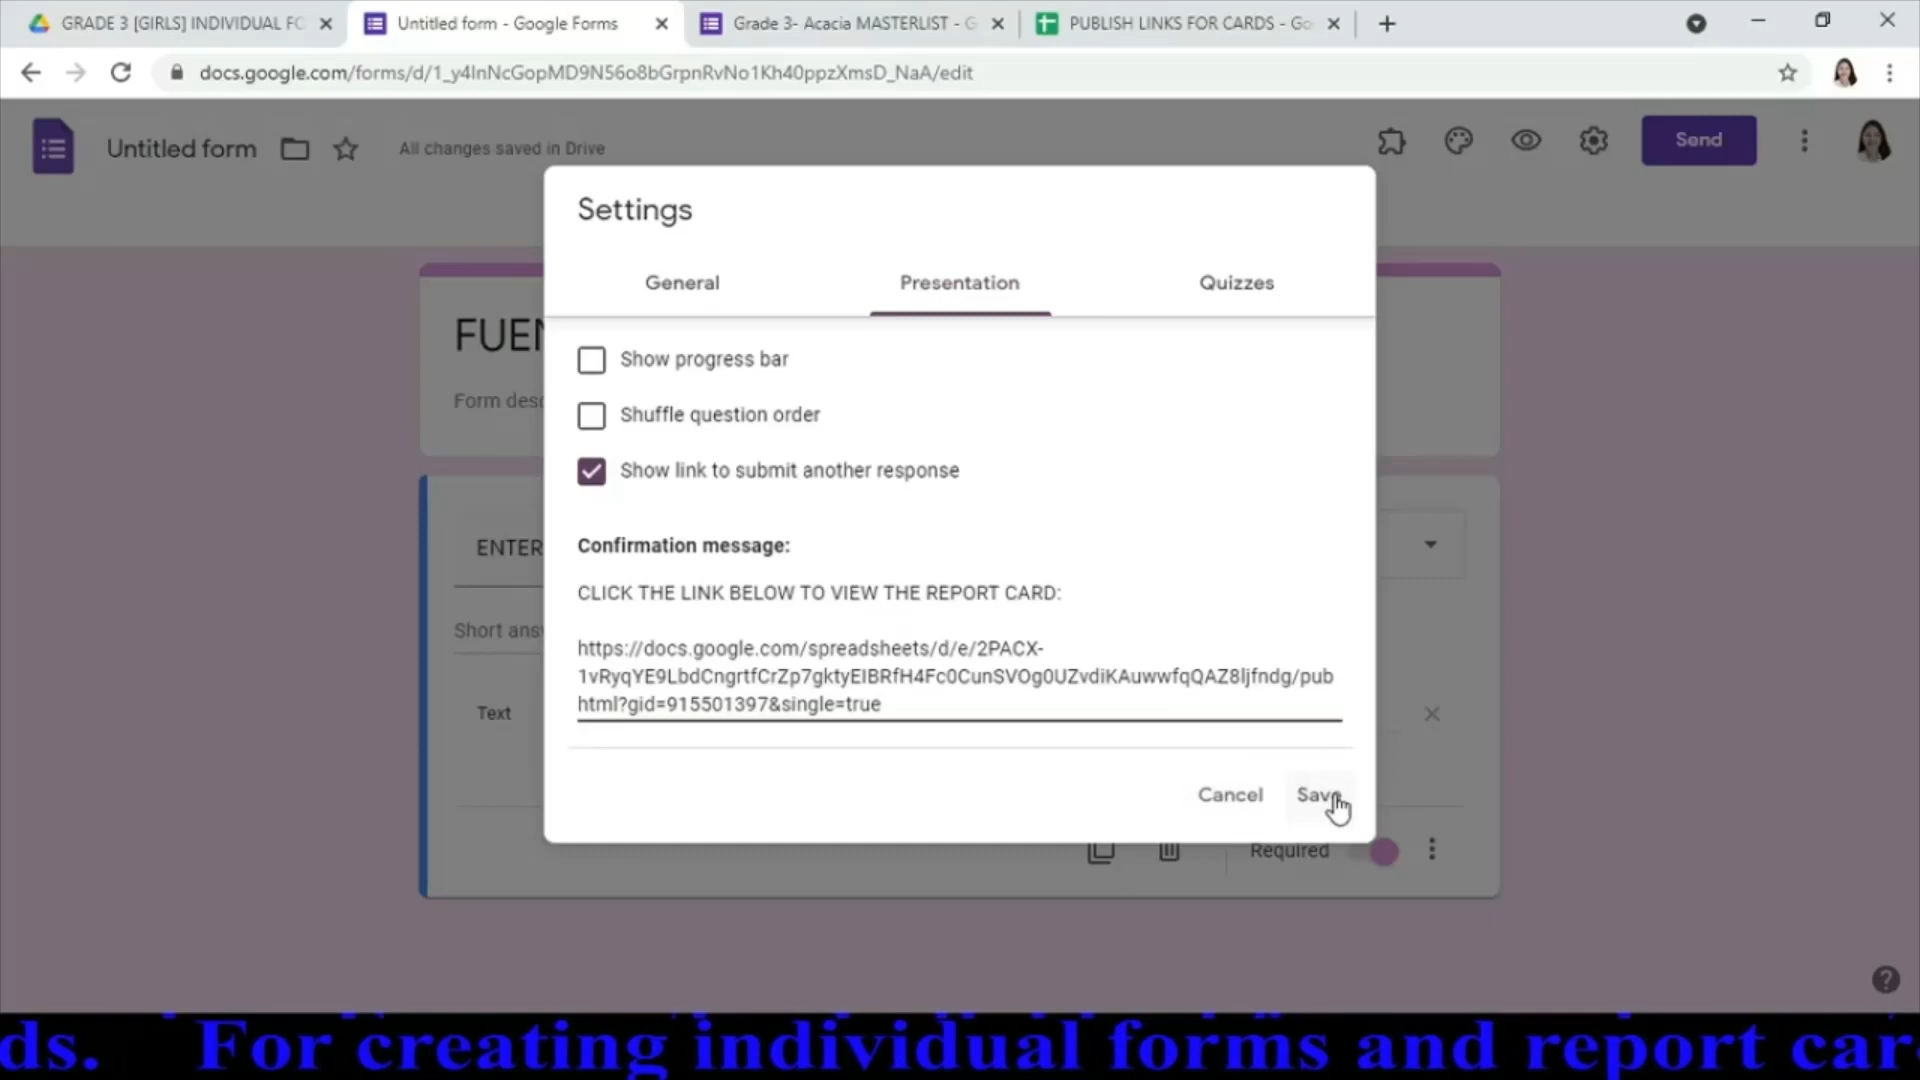 GRADE 3 [GIRLS] INDIVIDUAL FO
Untitled form - Google Forms
Grade 3- Acacia MASTERLIST - G
PUBLISH LINKS FOR CARDS - Go
docs.google.com/forms/d/1_y4InNcGopMD9N56o8bGrpnRvNo1Kh40ppzXmsD_NaA/edit
Untitled form
All changes saved in Drive
Send
Settings
General
Presentation
Quizzes
FUEN
Form desc
Show progress bar
Shuffle question order
Show link to submit another response
ENTER
Confirmation message:
CLICK THE LINK BELOW TO VIEW THE REPORT CARD:
Short ans
https://docs.google.com/spreadsheets/d/e/2PACX-
1vRyqYE9LbdCngrtfCrZp7gktyEIBRfH4Fc0CunSVOg0UZvdiKAuwwfqQAZ8ljfndg/pub
html?gid=915501397&single=true
Text
Cancel
Save
Required
ds. For creating individual forms and report car